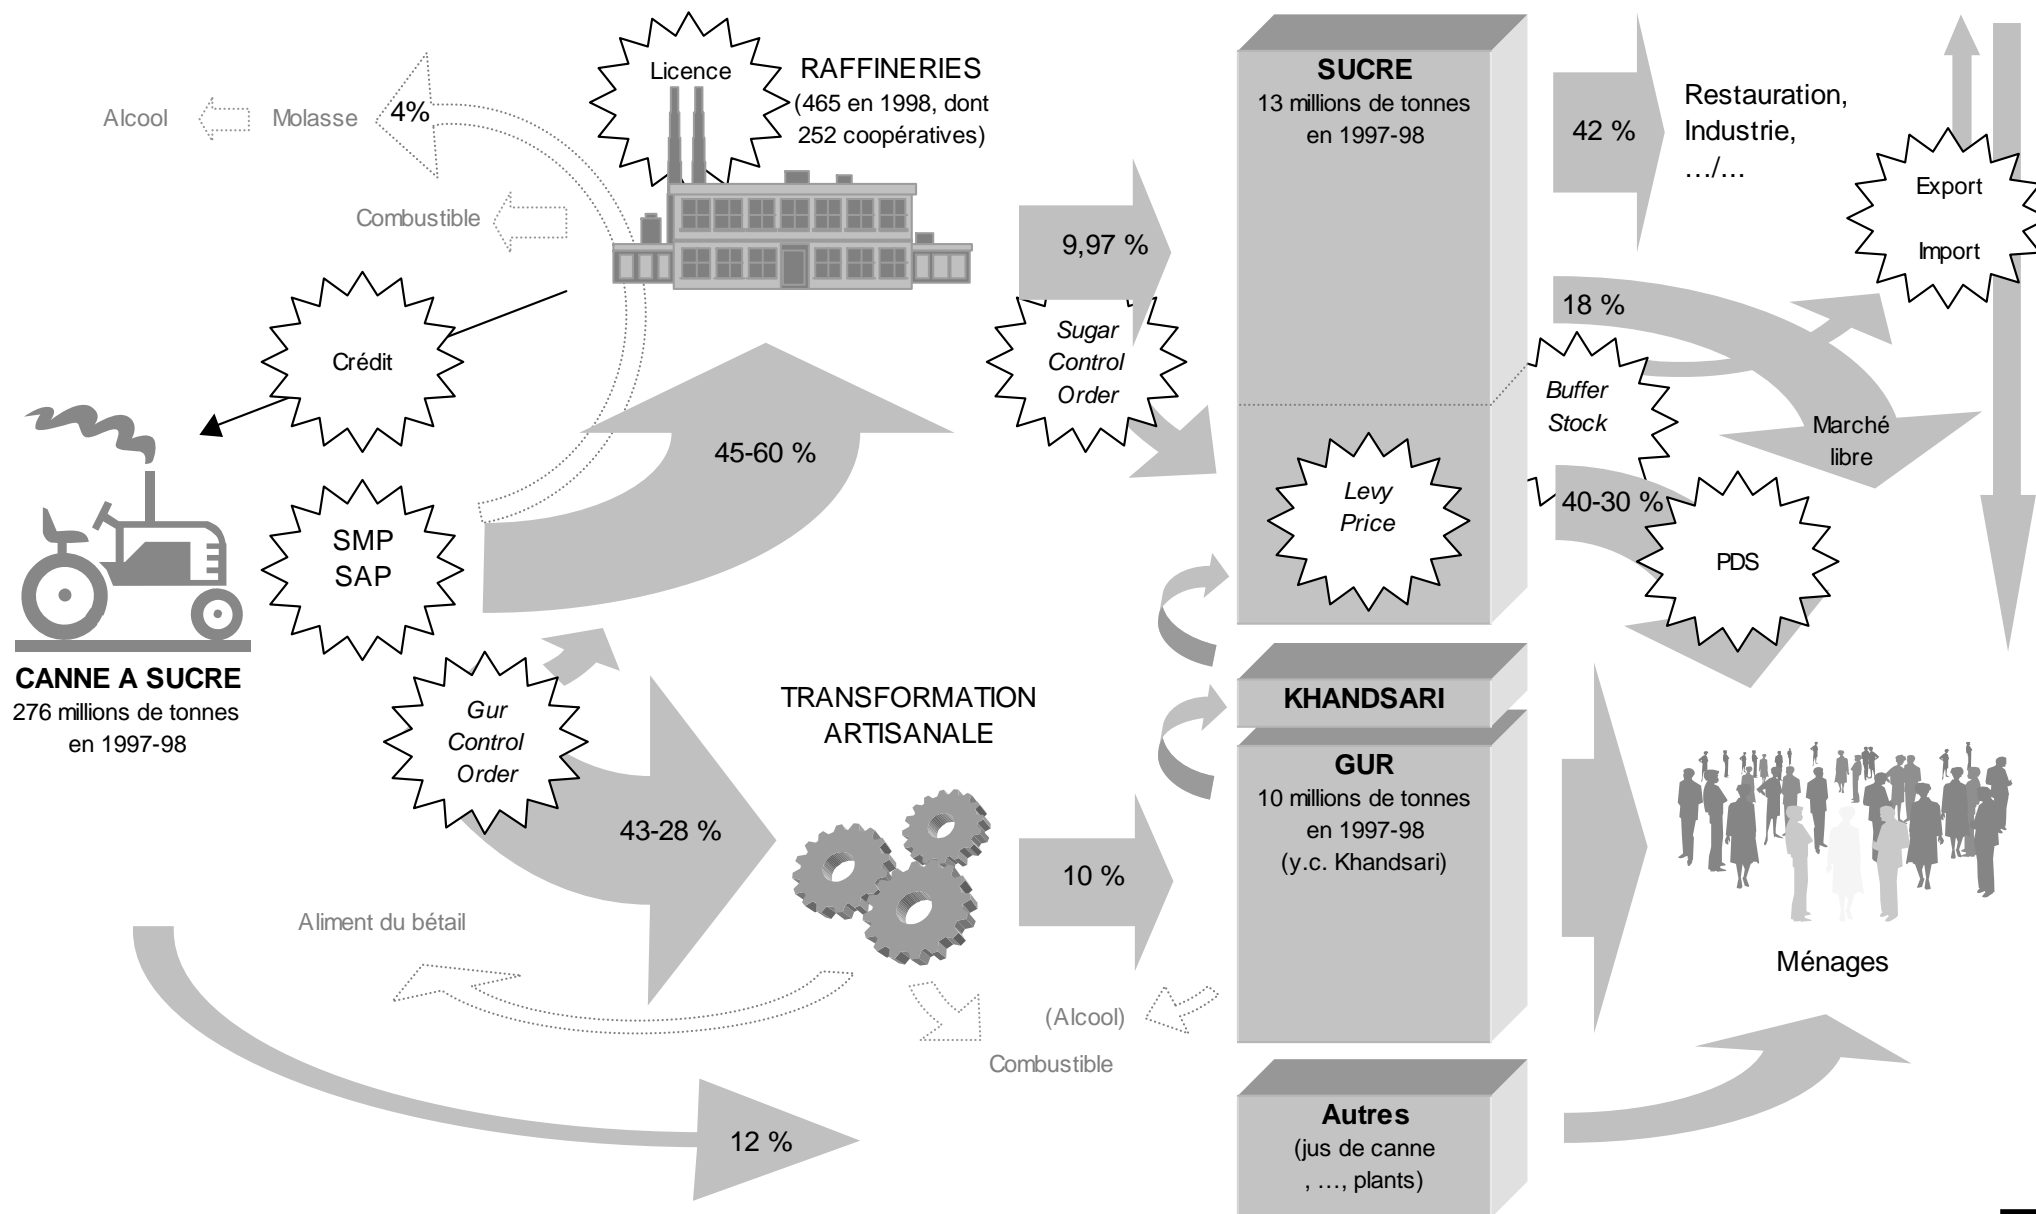 Licence
RAFFINERIES
(465 en 1998, dont
252 coopératives)
Alcool
Molasse
4%
Combustible
Crédit
SMP
SAP
CANNE A SUCRE
276 millions de tonnes
en 1997-98
45-60 %
Gur
Control
Order
43-28 %
TRANSFORMATION
ARTISANALE
Aliment du bétail
12 %
9,97 %
Sugar
Control
Order
10 %
(Alcool)
Combustible
SUCRE
13 millions de tonnes
en 1997-98
Levy
Price
KHANDSARI
GUR
10 millions de tonnes
en 1997-98
(y.c. Khandsari)
Autres
(jus de canne
, …, plants)
42 %
Restauration,
Industrie,
…/...
Export
Import
18 %
Buffer
Stock
Marché
libre
40-30 %
PDS
Ménages